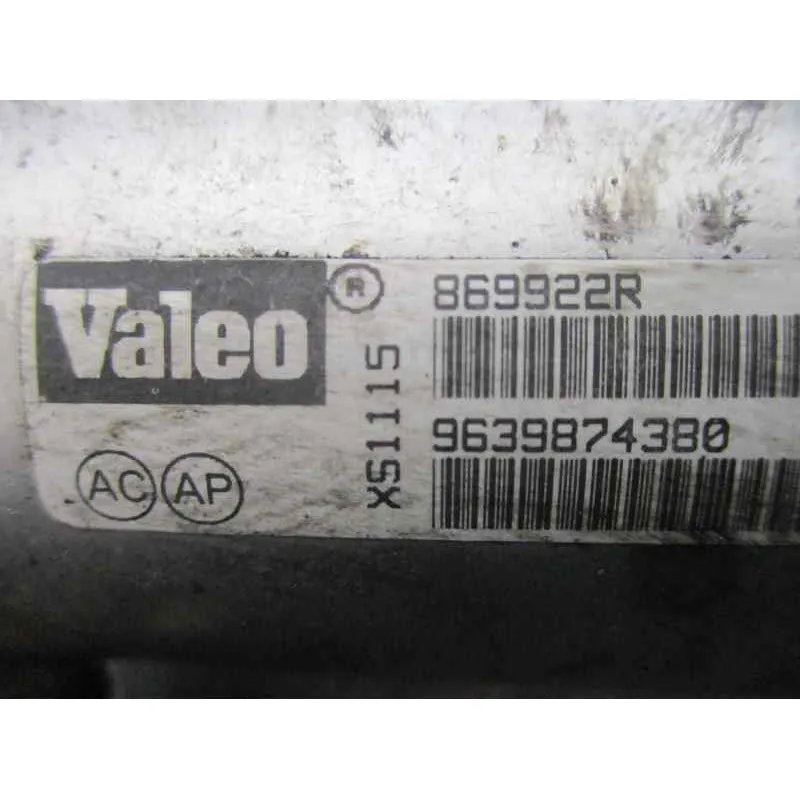 Valeo ®
869922R
XS1115
9639874380
AC AP